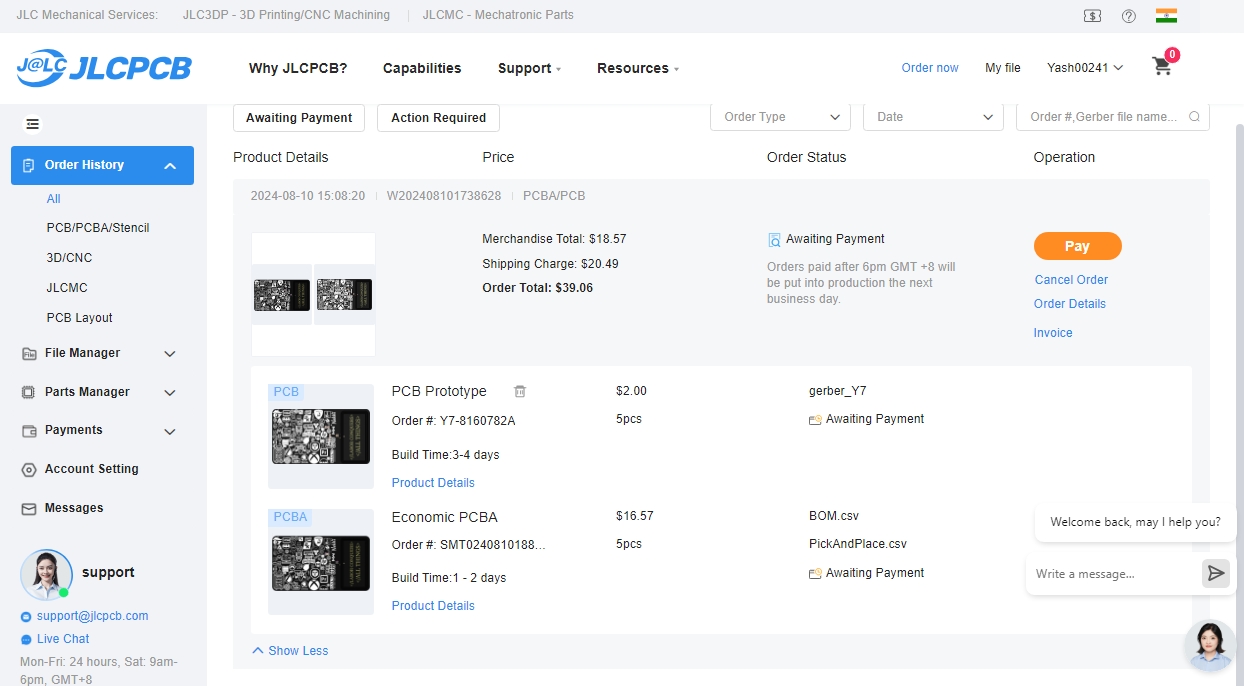 JLC Mechanical Services: JLC3DP - 3D Printing/CNC Machining JLCMC - Mechatronic Parts
J@LC JLCPCB Why JLCPCB? Capabilities Support Resources Order now My file Yash00241 0
Awaiting Payment Action Required Order Type Date Order #,Gerber file name...
Order History
All
PCB/PCBA/Stencil
3D/CNC
JLCMC
PCB Layout
File Manager
Parts Manager
Payments
Account Setting
Messages
support
support@jlcpcb.com
Live Chat
Mon-Fri: 24 hours, Sat: 9am-
6pm, GMT+8
Product Details Price Order Status Operation
2024-08-10 15:08:20 W202408101738628 PCBA/PCB
Merchandise Total: $18.57
Shipping Charge: $20.49
Order Total: $39.06
Awaiting Payment
Orders paid after 6pm GMT +8 will
be put into production the next
business day.
Pay
Cancel Order
Order Details
Invoice
PCB
PCB Prototype $2.00 gerber_Y7
Order #: Y7-8160782A 5pcs Awaiting Payment
Build Time:3-4 days
Product Details
PCBA
Economic PCBA $16.57 BOM.csv
Order #: SMT0240810188... 5pcs PickAndPlace.csv
Build Time:1 - 2 days Awaiting Payment
Product Details
Show Less
Welcome back, may I help you?
Write a message...